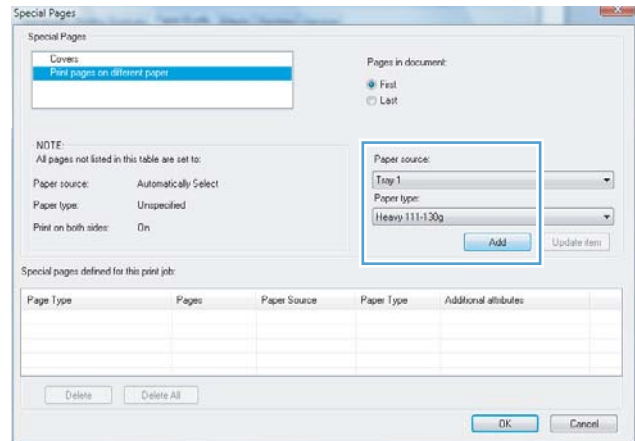 Special Pages
Special Pages
Covers
Print pages on different paper
Pages in document:
First
Last
NOTE:
All pages not listed in this table are set to:
Paper source: Automatically Select
Paper type: Unspecified
Print on both sides: On
Paper source:
Tray 1
Paper type:
Heavy 111-130g
Add Update item
Special pages defined for this print job:
Page Type Pages Paper Source Paper Type Additional attributes
Delete Delete All
OK Cancel